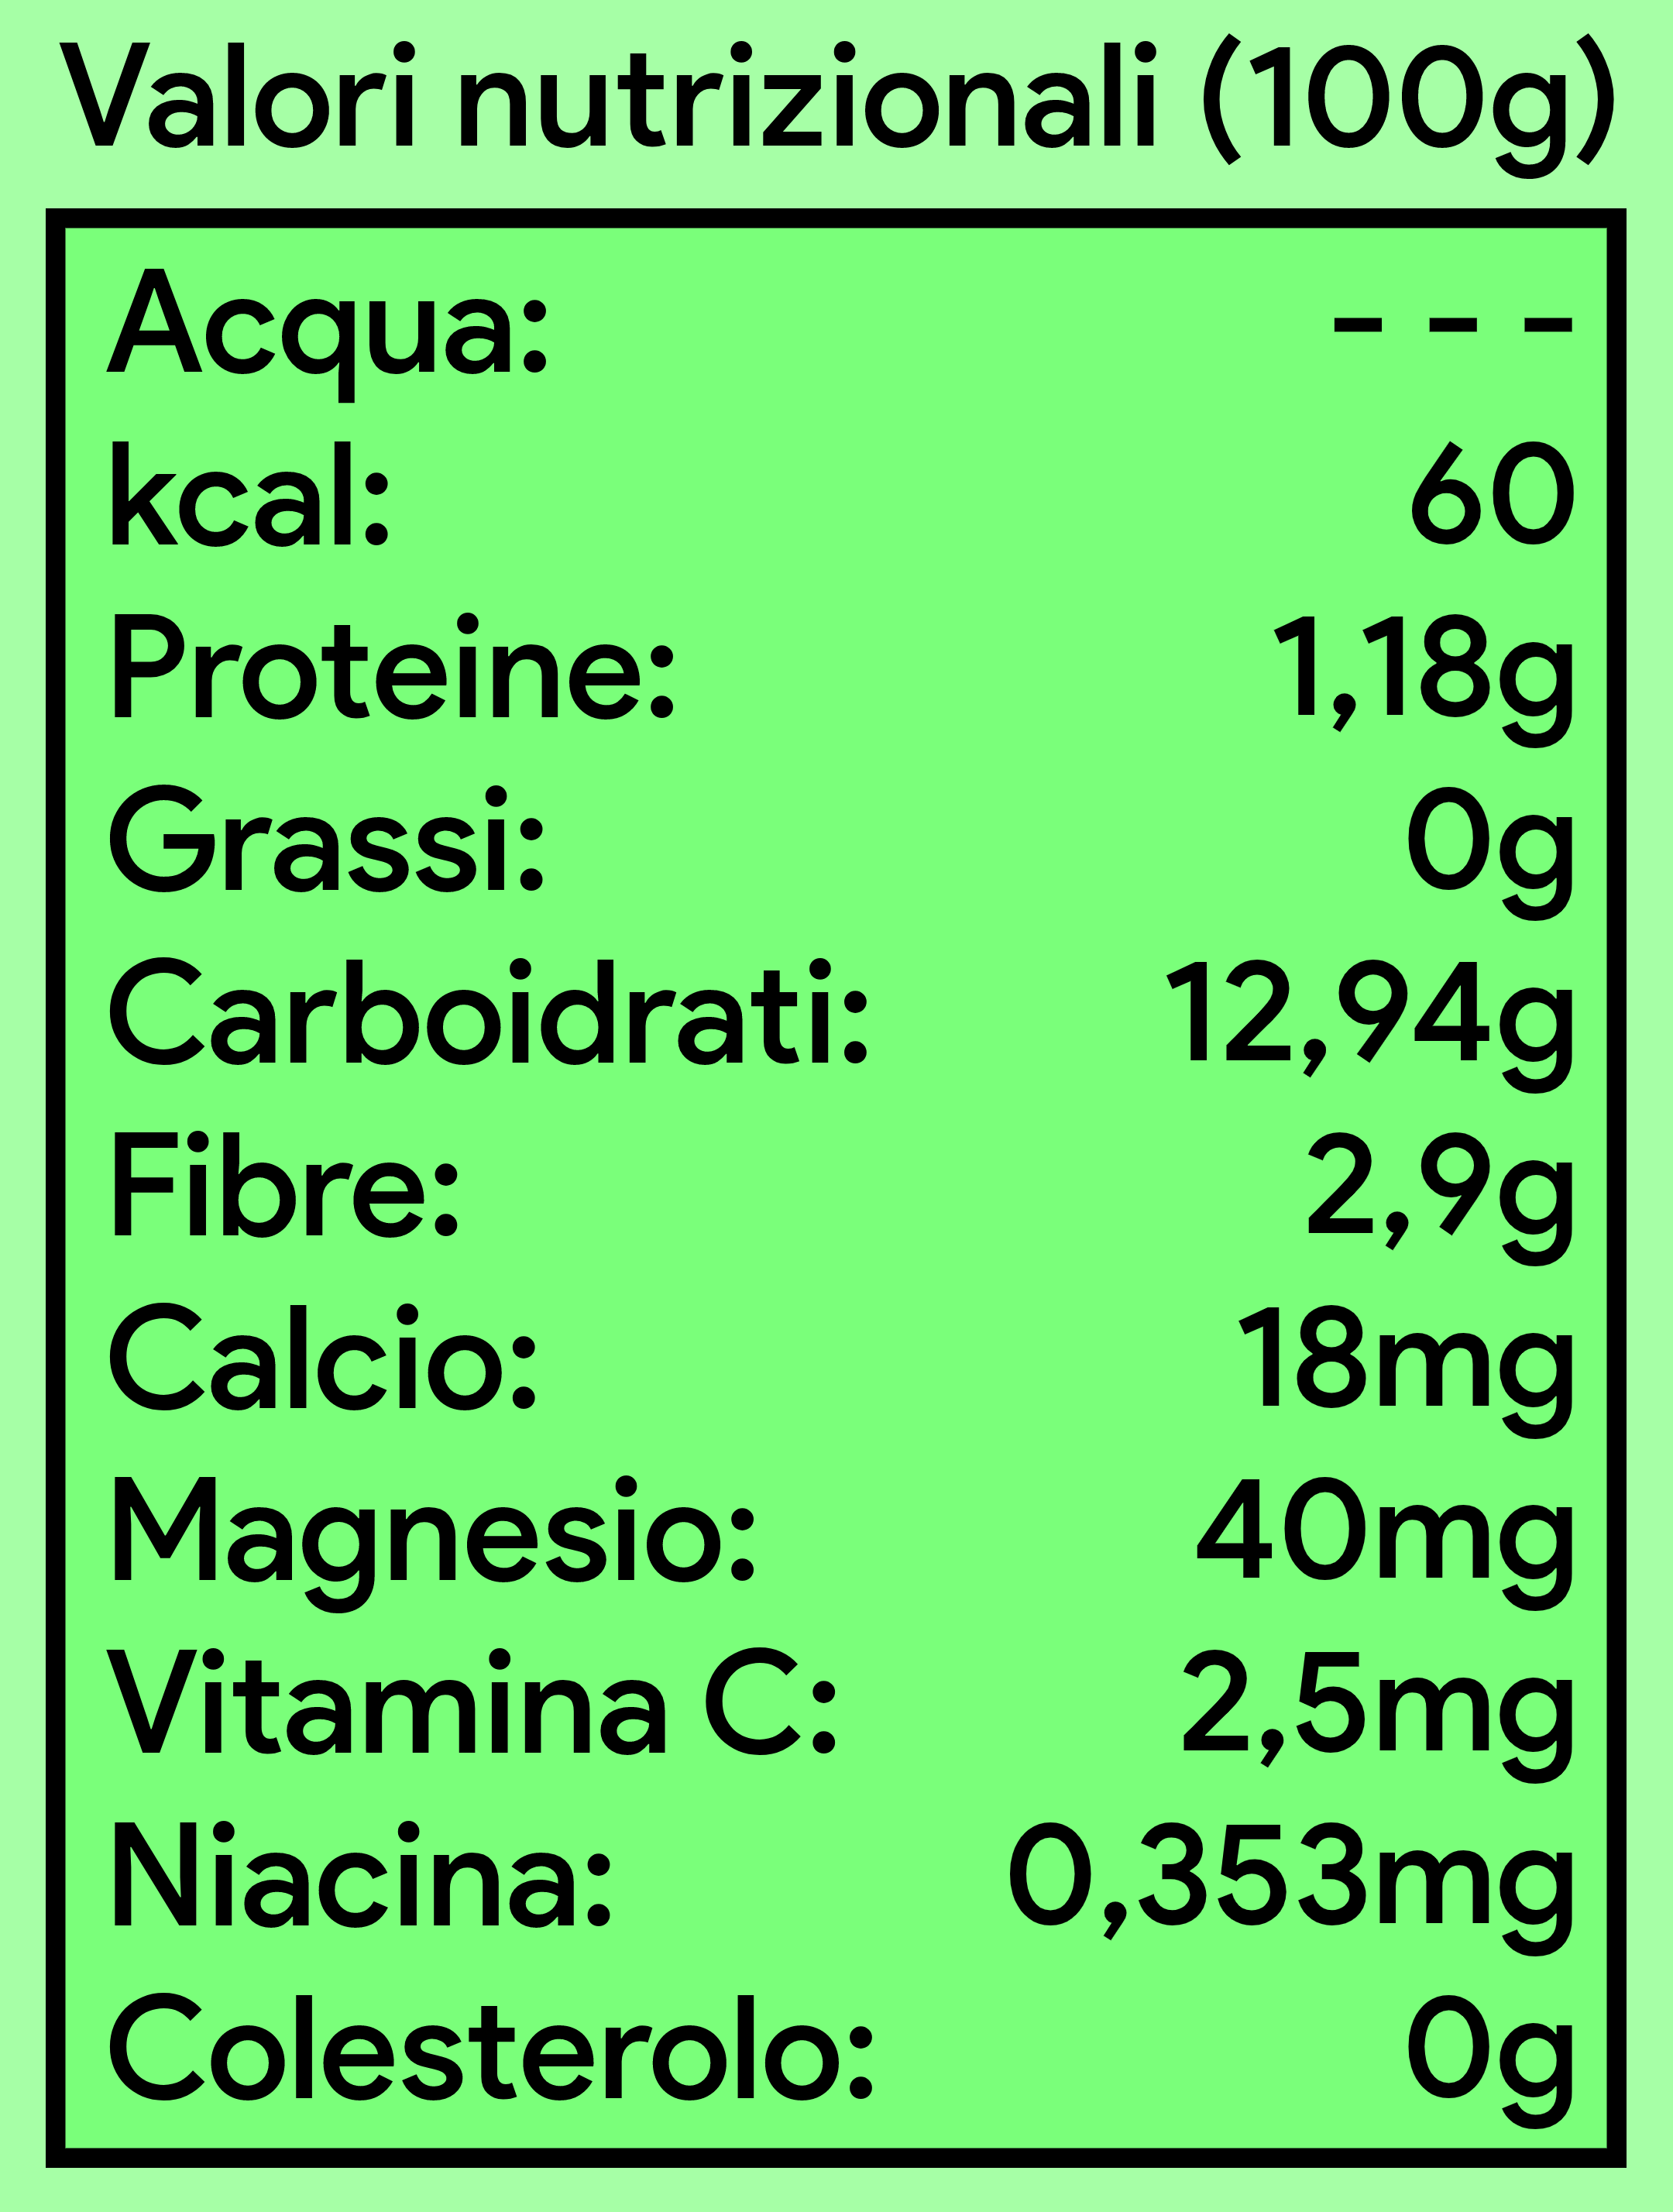 Valori nutrizionali (100g)
Acqua: - - -
kcal: 60
Proteine: 1,18g
Grassi: 0g
Carboidrati: 12,94g
Fibre: 2,9g
Calcio: 18mg
Magnesio: 40mg
Vitamina C: 2,5mg
Niacina: 0,353mg
Colesterolo: 0g